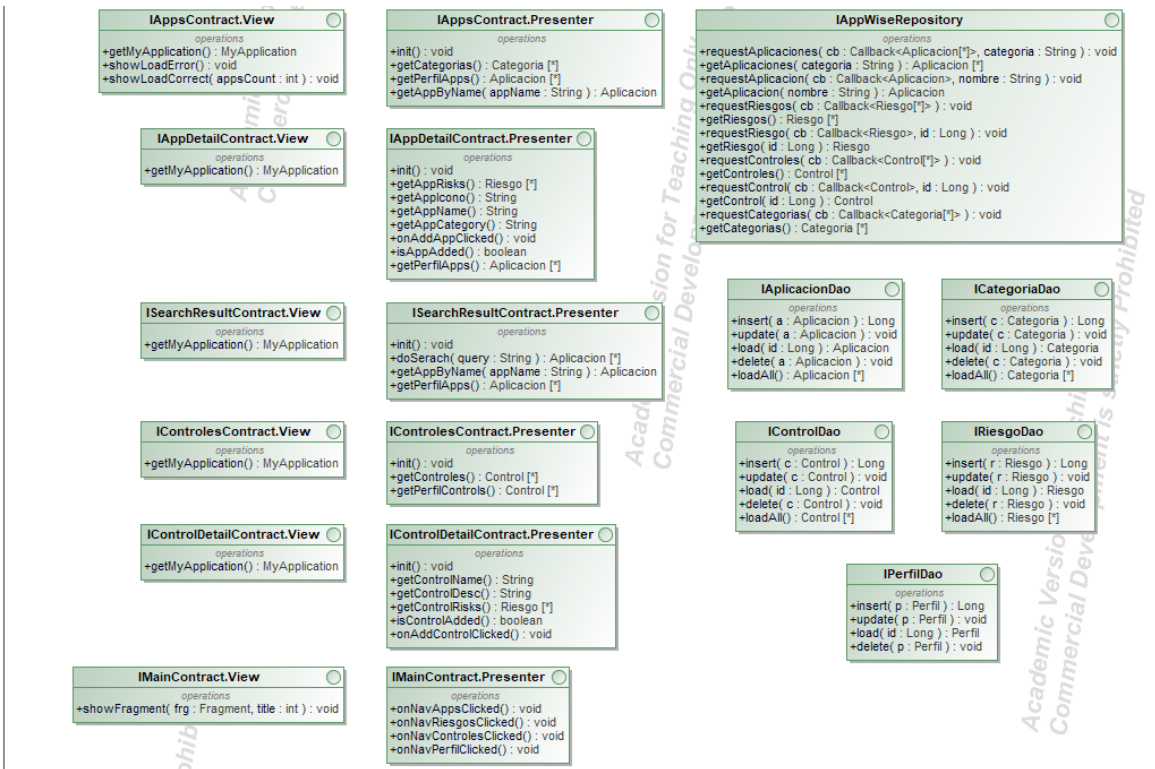 IAppsContract.View
operations
+getMyApplication() : MyApplication
+showLoadError() : void
+showLoadCorrect( appsCount : int ) : void
IAppsContract.Presenter
operations
+init() : void
+getCategorias() : Categoria [*]
+getPerfilApps() : Aplicacion [*]
+getAppByName( appName : String ) : Aplicacion
IAppWiseRepository
operations
+requestAplicaciones( cb : Callback<Aplicacion[*]>, categoria : String ) : void
+getAplicaciones( categoria : String ) : Aplicacion [*]
+requestAplicacion( cb : Callback<Aplicacion>, nombre : String ) : void
+getAplicacion( nombre : String ) : Aplicacion
+requestRiesgos( cb : Callback<Riesgo[*]> ) : void
+getRiesgos() : Riesgo [*]
+requestRiesgo( cb : Callback<Riesgo>, id : Long ) : void
+getRiesgo( id : Long ) : Riesgo
+requestControles( cb : Callback<Control[*]> ) : void
+getControles() : Control [*]
+requestControl( cb : Callback<Control>, id : Long ) : void
+getControl( id : Long ) : Control
+requestCategorias( cb : Callback<Categoria[*]> ) : void
+getCategorias() : Categoria [*]
IAppDetailContract.View
operations
+getMyApplication() : MyApplication
IAppDetailContract.Presenter
operations
+init() : void
+getAppRisks() : Riesgo [*]
+getAppIcono() : String
+getAppName() : String
+getAppCategory() : String
+onAddAppClicked() : void
+isAppAdded() : boolean
+getPerfilApps() : Aplicacion [*]
IAplicacionDao
operations
+insert( a : Aplicacion ) : Long
+update( a : Aplicacion ) : void
+load( id : Long ) : Aplicacion
+delete( a : Aplicacion ) : void
+loadAll() : Aplicacion [*]
ICategoriaDao
operations
+insert( c : Categoria ) : Long
+update( c : Categoria ) : void
+load( id : Long ) : Categoria
+delete( c : Categoria ) : void
+loadAll() : Categoria [*]
ISearchResultContract.View
operations
+getMyApplication() : MyApplication
ISearchResultContract.Presenter
operations
+init() : void
+doSerach( query : String ) : Aplicacion [*]
+getAppByName( appName : String ) : Aplicacion
+getPerfilApps() : Aplicacion [*]
IControlesContract.View
operations
+getMyApplication() : MyApplication
IControlesContract.Presenter
operations
+init() : void
+getControles() : Control [*]
+getPerfilControls() : Control [*]
IControlDao
operations
+insert( c : Control ) : Long
+update( c : Control ) : void
+load( id : Long ) : Control
+delete( c : Control ) : void
+loadAll() : Control [*]
IRiesgoDao
operations
+insert( r : Riesgo ) : Long
+update( r : Riesgo ) : void
+load( id : Long ) : Riesgo
+delete( r : Riesgo ) : void
+loadAll() : Riesgo [*]
IControlDetailContract.View
operations
+getMyApplication() : MyApplication
IControlDetailContract.Presenter
operations
+init() : void
+getControlName() : String
+getControlDesc() : String
+getControlRisks() : Riesgo [*]
+isControlAdded() : boolean
+onAddControlClicked() : void
IPerfilDao
operations
+insert( p : Perfil ) : Long
+update( p : Perfil ) : void
+load( id : Long ) : Perfil
+delete( p : Perfil ) : void
IMainContract.View
operations
+showFragment( frg : Fragment, title : int ) : void
IMainContract.Presenter
operations
+onNavAppsClicked() : void
+onNavRiesgosClicked() : void
+onNavControlesClicked() : void
+onNavPerfilClicked() : void
for Teaching Only
Commercial
Prohibited
Academic Version
Commercial